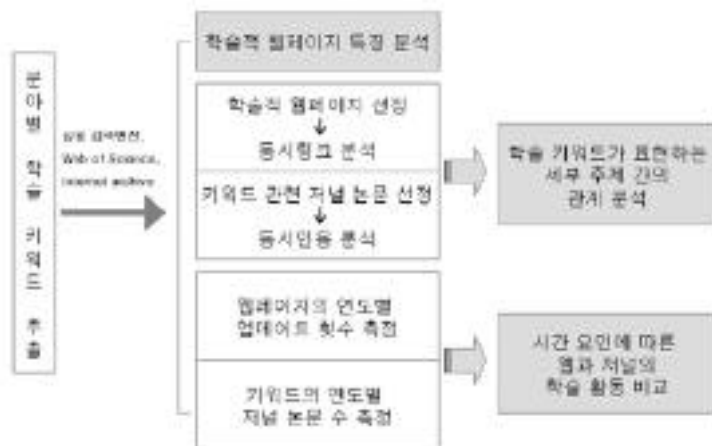 분야별 학술 키워드 추출
상용 검색엔진,
Web of Science,
Internet archive
학술적 웹페이지 특징 분석
학술적 웹페이지 선정
동시링크 분석
키워드 관련 저널 논문 선정
동시인용 분석
웹페이지의 연도별
업데이트 횟수 측정
키워드의 연도별
저널 논문 수 측정
학술 키워드가 표현하는
세부 주제 간의
관계 분석
시간 요인에 따른
웹과 저널의
학술 활동 비교